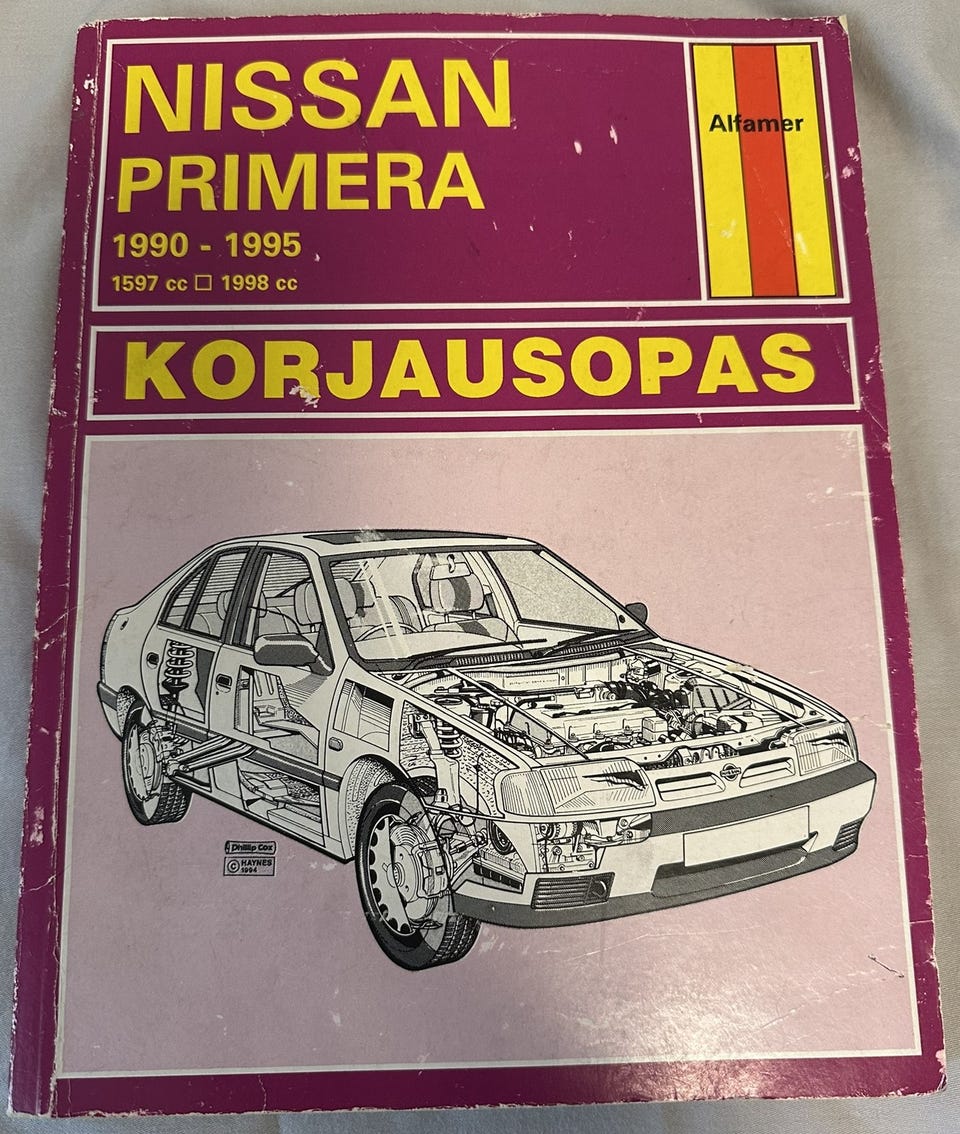 NISSAN
PRIMERA
1990 - 1995
1597 cc □ 1998 cc
Alfamer
KORJAUSOPAS
Phillip Cox
© HAYNES
1994